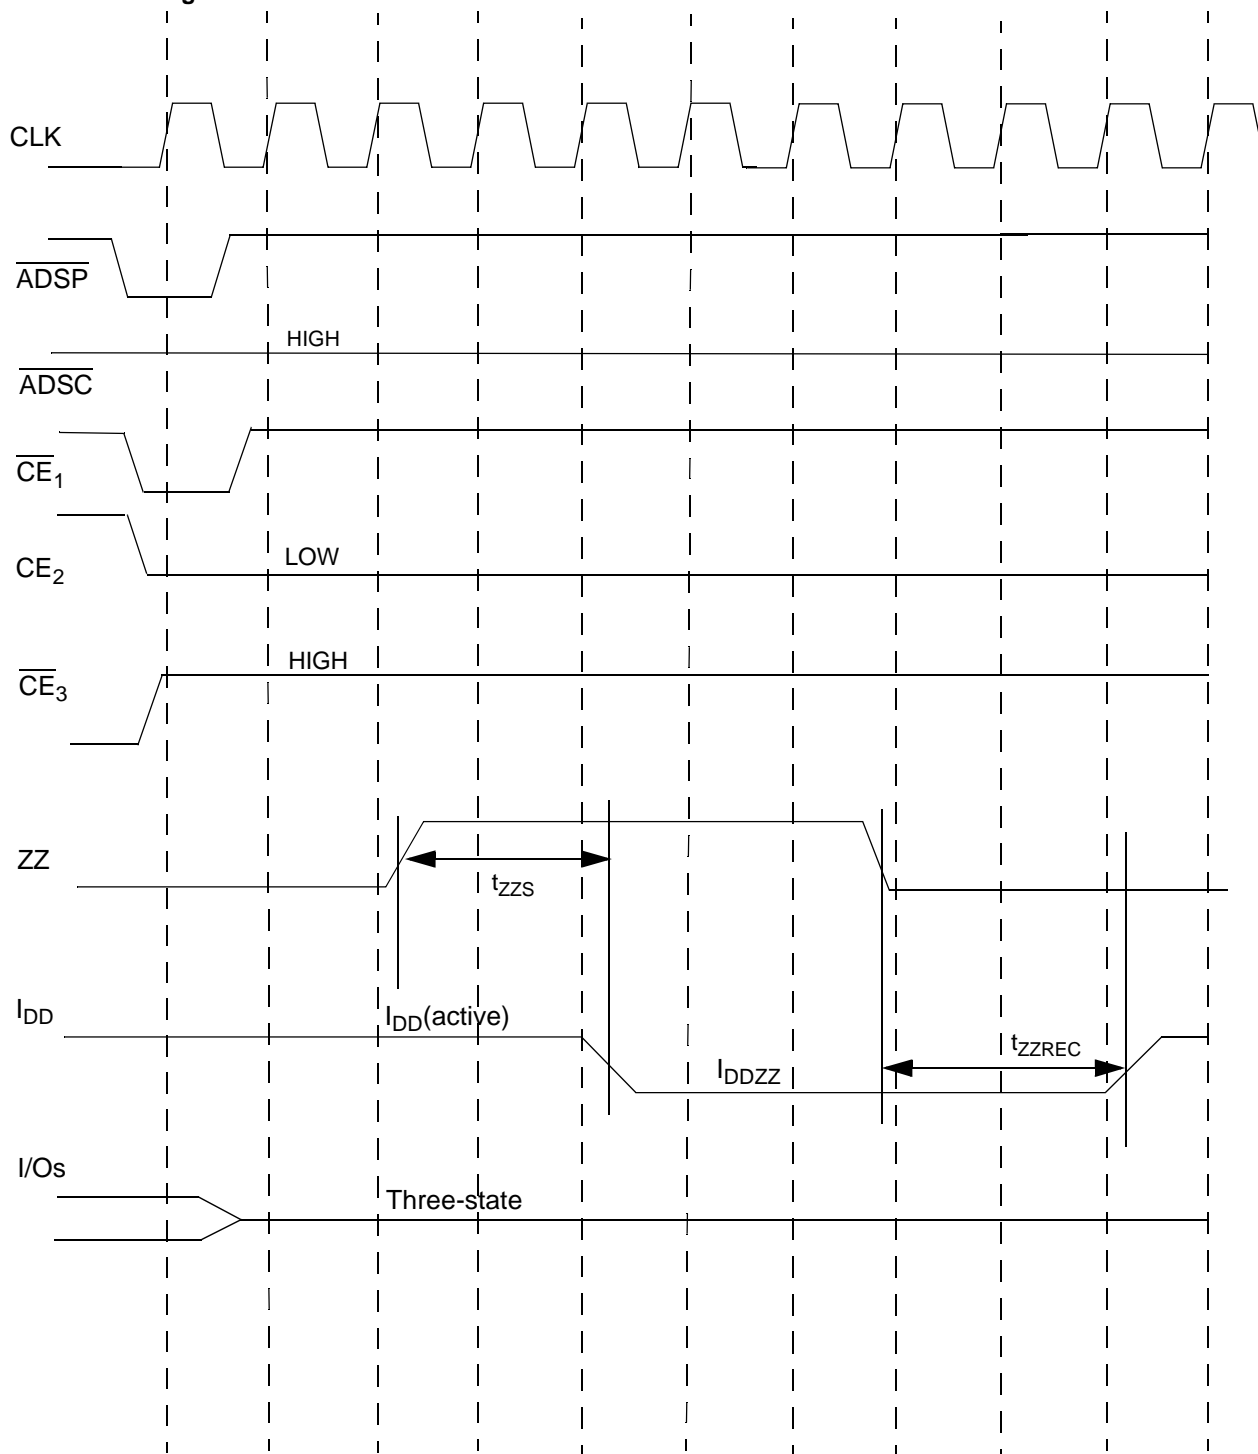 CLK
ADSP
HIGH
ADSC
CE1
LOW
CE2
HIGH
CE3
ZZ
tZZS
IDD
IDD(active)
tZZREC
IDDZZ
I/Os
Three-state